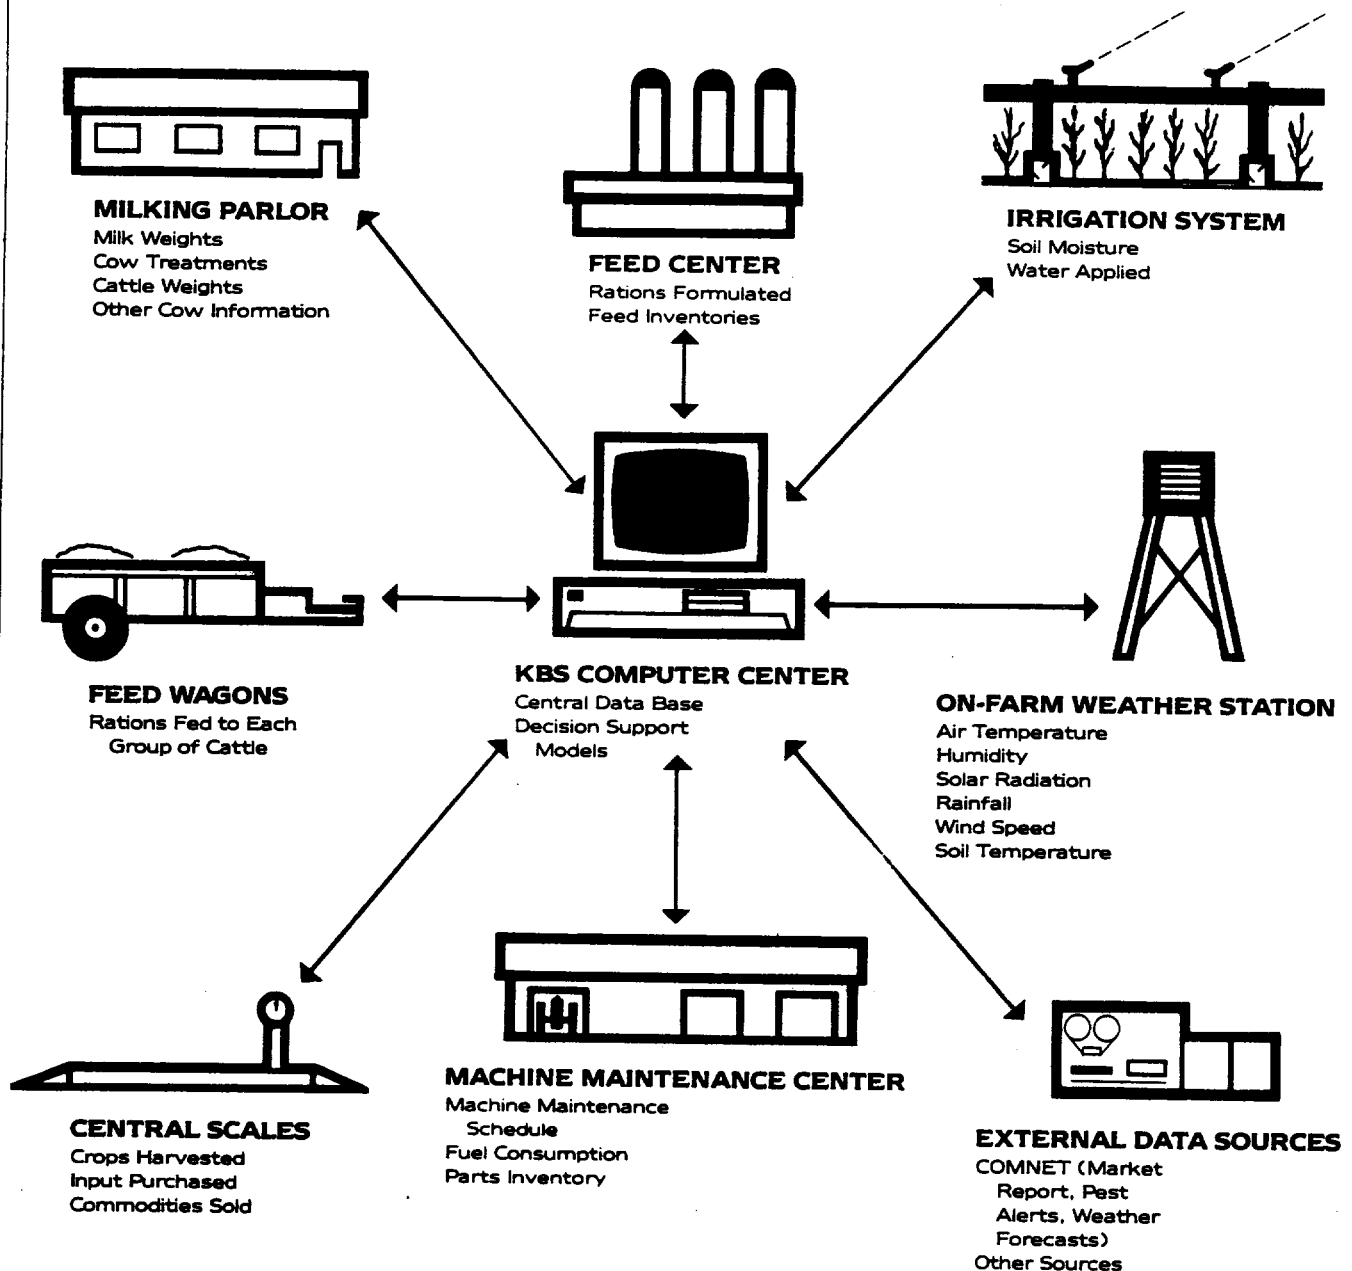 MILKING PARLOR
Milk Weights
Cow Treatments
Cattle Weights
Other Cow Information
FEED CENTER
Rations Formulated
Feed Inventories
IRRIGATION SYSTEM
Soil Moisture
Water Applied
FEED WAGONS
Rations Fed to Each
Group of Cattle
KBS COMPUTER CENTER
Central Data Base
Decision Support
Models
ON-FARM WEATHER STATION
Air Temperature
Humidity
Solar Radiation
Rainfall
Wind Speed
Soil Temperature
CENTRAL SCALES
Crops Harvested
Input Purchased
Commodities Sold
MACHINE MAINTENANCE CENTER
Machine Maintenance
Schedule
Fuel Consumption
Parts Inventory
EXTERNAL DATA SOURCES
COMNET (Market
Report, Pest
Alerts, Weather
Forecasts)
Other Sources